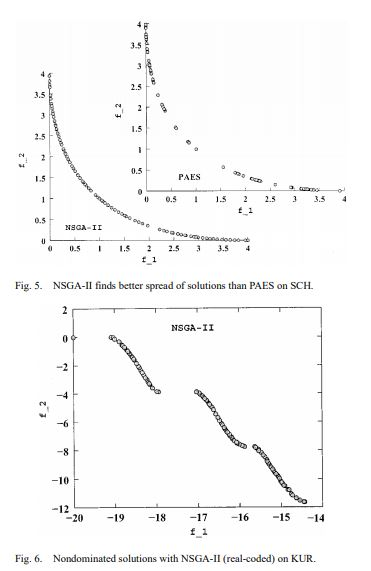 4
3.5
3
2.5
2
1.5
1
0.5
0
f_2
PAES
0 0.5 1 1.5 2 2.5 3 3.5 4
f_1
4
3.5
3
2.5
2
1.5
1
0.5
0
f_2
NSGA-II
0 0.5 1 1.5 2 2.5 3 3.5 4
f_1
Fig. 5. NSGA-II finds better spread of solutions than PAES on SCH.
2
0
-2
-4
-6
-8
-10
-12
f_2
NSGA-II
-20 -19 -18 -17 -16 -15 -14
f_1
Fig. 6. Nondominated solutions with NSGA-II (real-coded) on KUR.